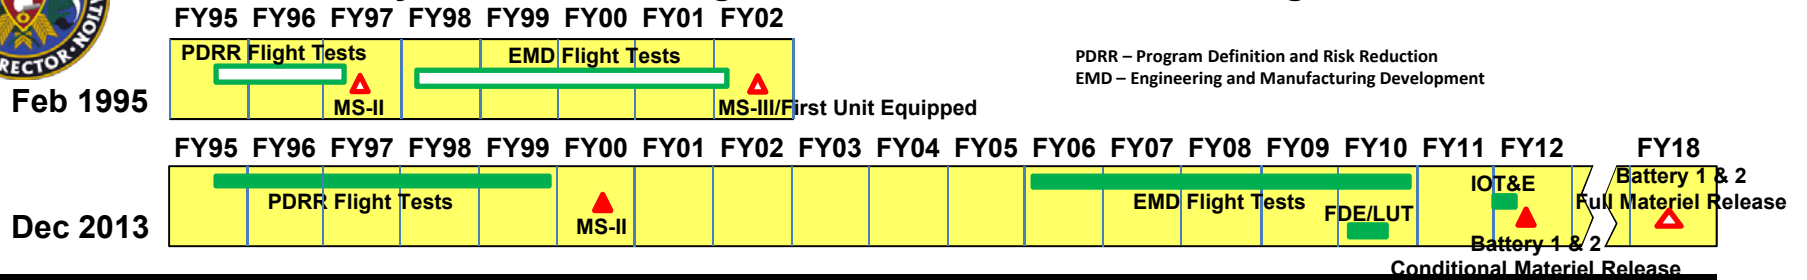 FY95 FY96 FY97 FY98 FY99 FY00 FY01 FY02
PDRR Flight Tests
EMD Flight Tests
PDRR – Program Definition and Risk Reduction
EMD – Engineering and Manufacturing Development
RECTOR
Feb 1995
MS-II
MS-III/First Unit Equipped
FY95 FY96 FY97 FY98 FY99 FY00 FY01 FY02 FY03 FY04 FY05 FY06 FY07 FY08 FY09 FY10 FY11 FY12 FY18
PDRR Flight Tests
MS-II
EMD Flight Tests
FDE/LUT
IOT&E
Battery 1 & 2
Full Materiel Release
Dec 2013
Battery 1 & 2
Conditional Materiel Release